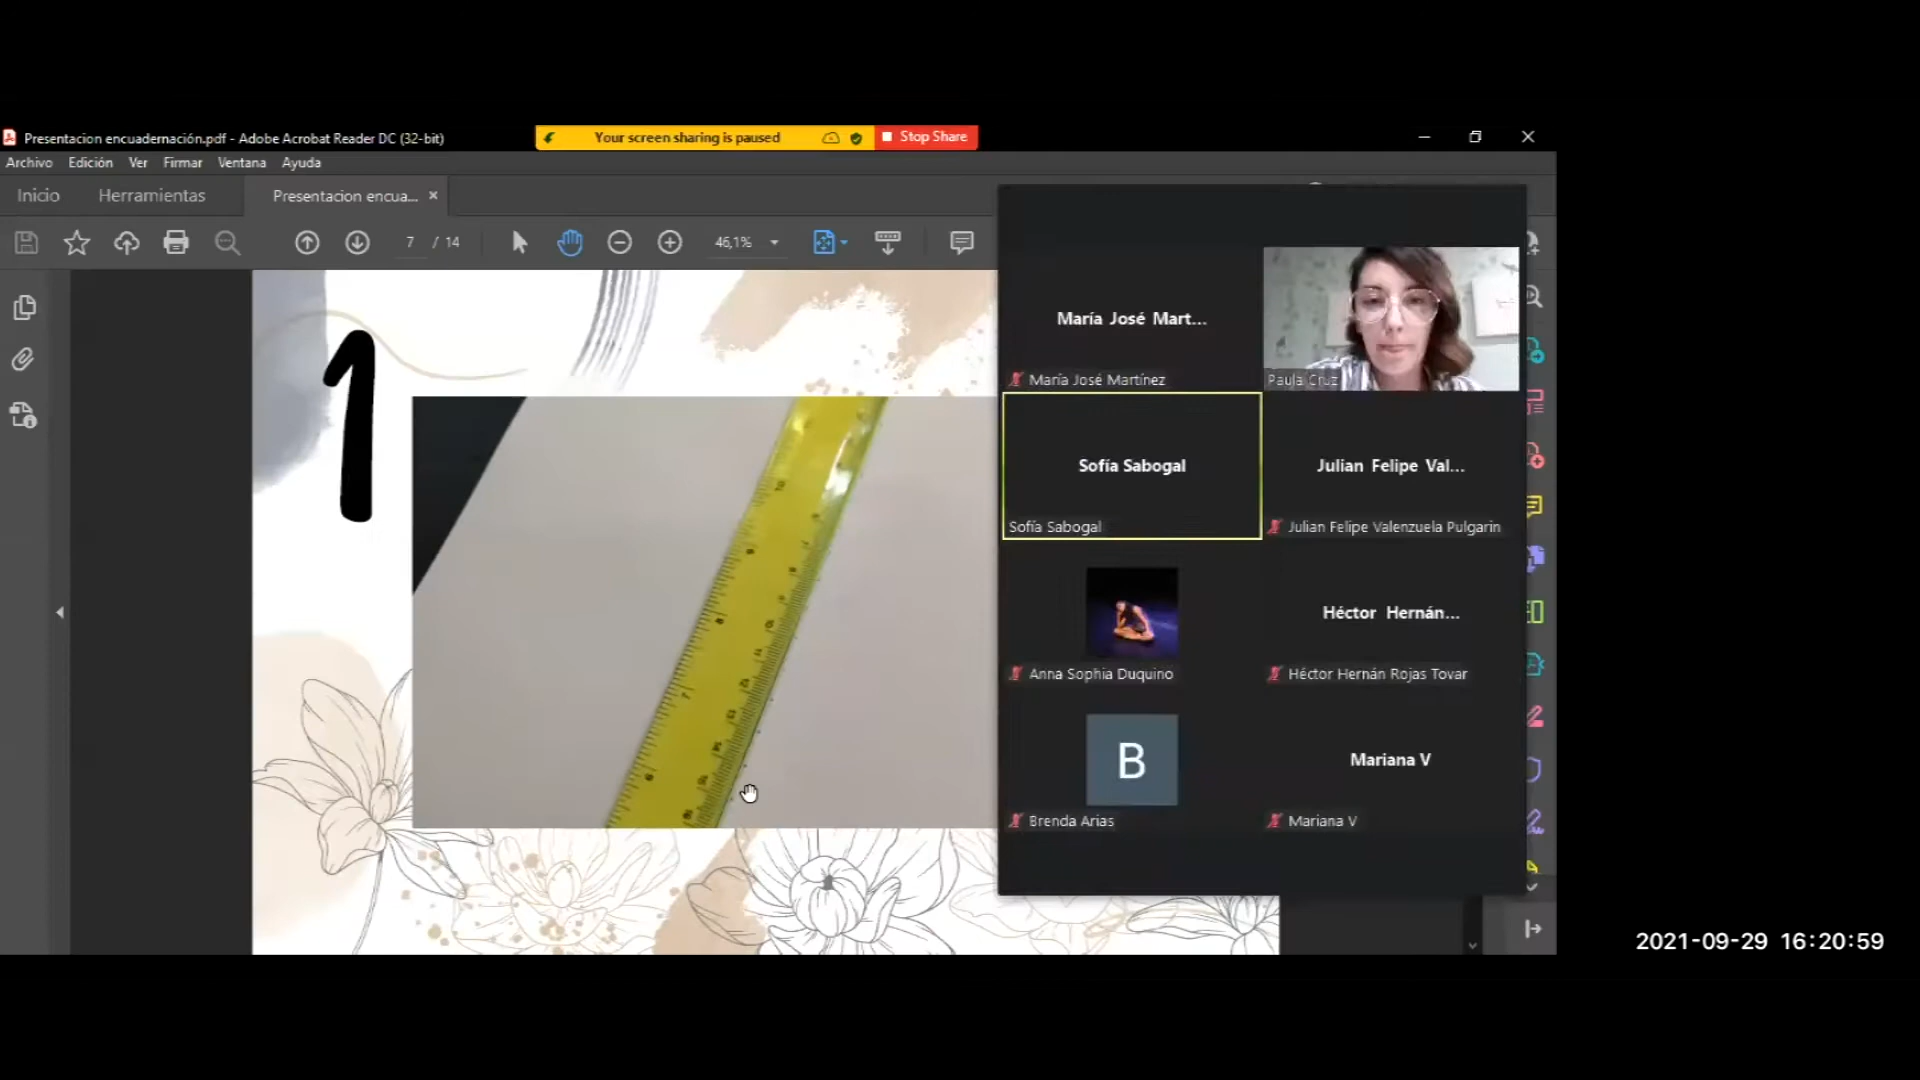 Presentacion encuadernación.pdf - Adobe Acrobat Reader DC (32-bit)
Your screen sharing is paused
Stop Share
Archivo Edición Ver Firmar Ventana Ayuda
Inicio Herramientas Presentacion encua...
7 / 14 46,1%
1
María José Mart...
María José Martínez
Paula Cruz
Sofía Sabogal
Sofía Sabogal
Julian Felipe Val...
Julian Felipe Valenzuela Pulgarin
Anna Sophia Duquino
Héctor Hernán...
Héctor Hernán Rojas Tovar
B
Brenda Arias
Mariana V
Mariana V
2021-09-29 16:20:59